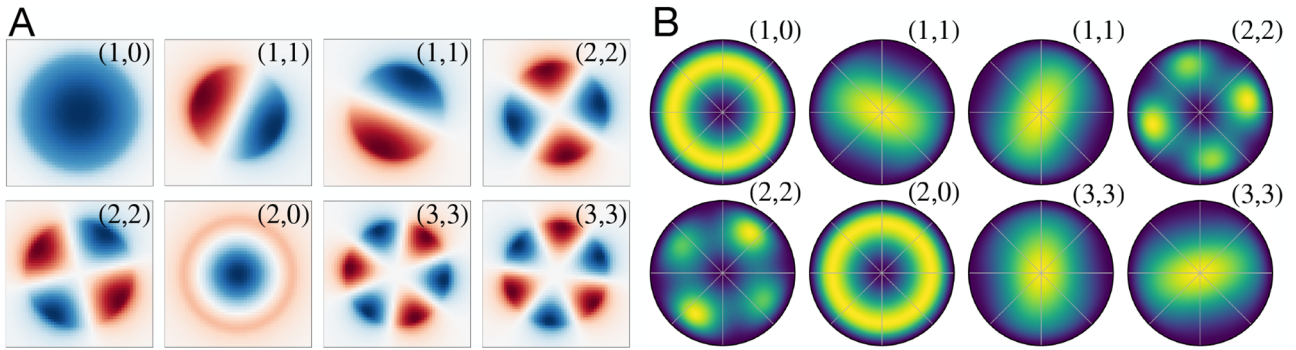 A
B
(1,0) (1,1) (1,1) (2,2)
(1,0) (1,1) (1,1) (2,2)
(2,2) (2,0) (3,3) (3,3)
(2,2) (2,0) (3,3) (3,3)